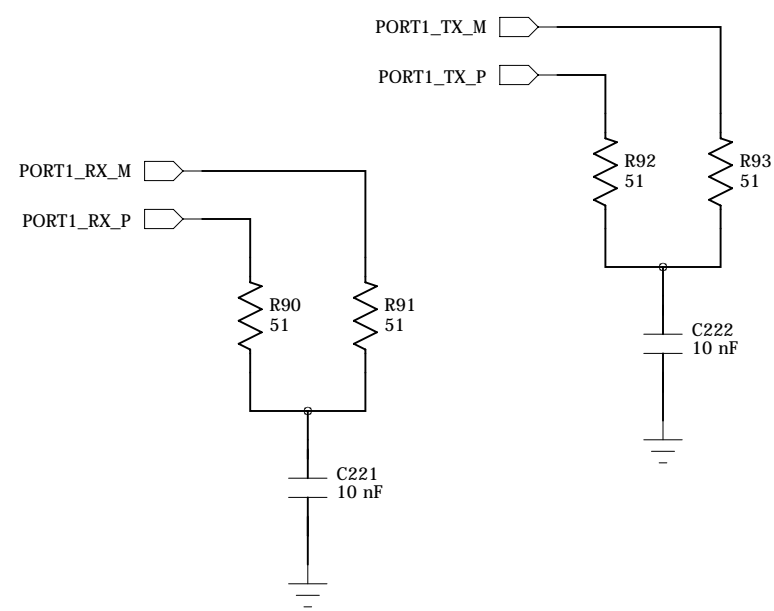 PORT1_TX_M
PORT1_TX_P
R92
51
R93
51
PORT1_RX_M
PORT1_RX_P
R90
51
R91
51
C222
10 nF
C221
10 nF